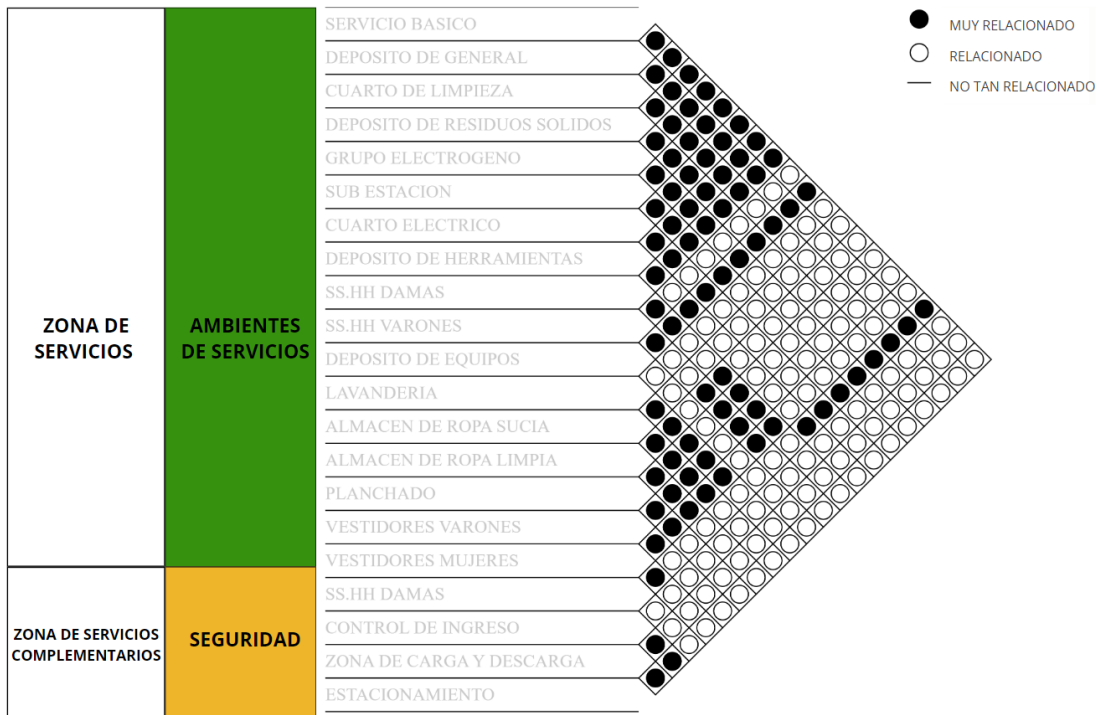 ZONA DE
SERVICIOS
AMBIENTES
DE SERVICIOS
ZONA DE SERVICIOS
COMPLEMENTARIOS
SEGURIDAD
SERVICIO BASICO
DEPOSITO DE GENERAL
CUARTO DE LIMPIEZA
DEPOSITO DE RESIDUOS SOLIDOS
GRUPO ELECTROGENO
SUB ESTACION
CUARTO ELECTRICO
DEPOSITO DE HERRAMIENTAS
SS.HH DAMAS
SS.HH VARONES
DEPOSITO DE EQUIPOS
LAVANDERIA
ALMACEN DE ROPA SUCIA
ALMACEN DE ROPA LIMPIA
PLANCHADO
VESTIDORES VARONES
VESTIDORES MUJERES
SS.HH DAMAS
CONTROL DE INGRESO
ZONA DE CARGA Y DESCARGA
ESTACIONAMIENTO
MUY RELACIONADO
RELACIONADO
NO TAN RELACIONADO